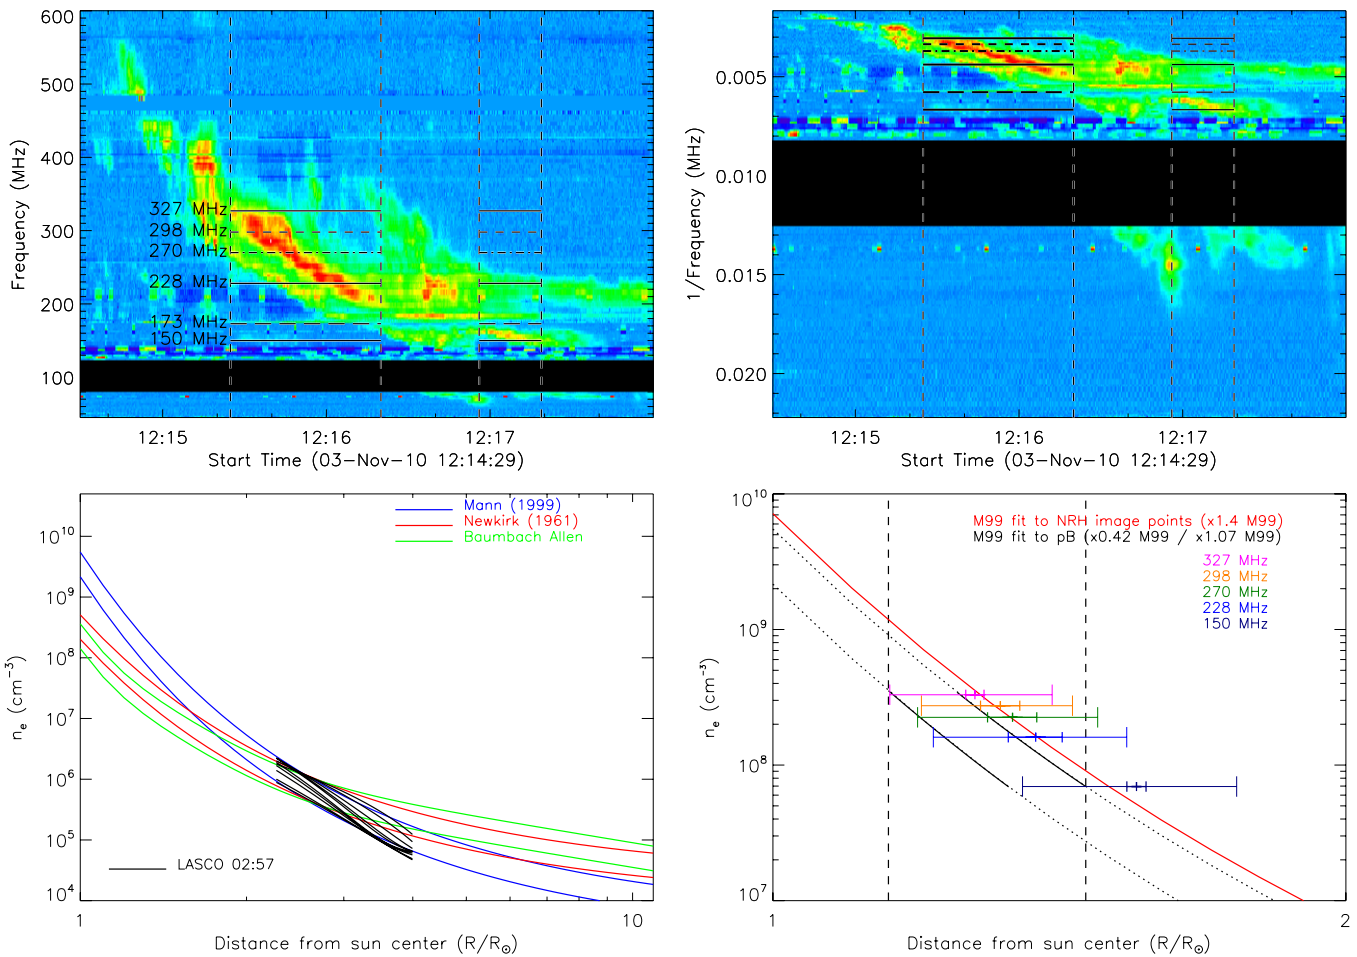 600
500
400
300
200
100
Frequency (MHz)
327 MHz
298 MHz
270 MHz
228 MHz
173 MHz
150 MHz
12:15 12:16 12:17
Start Time (03-Nov-10 12:14:29)
0.005
0.010
0.015
0.020
1/Frequency (MHz)
12:15 12:16 12:17
Start Time (03-Nov-10 12:14:29)
Mann (1999)
Newkirk (1961)
Baumbach Allen
10^10
10^9
10^8
10^7
10^6
10^5
10^4
n_e (cm^-3)
LASCO 02:57
1 10
Distance from sun center (R/R_⊙)
M99 fit to NRH image points (x1.4 M99)
M99 fit to pB (x0.42 M99 / x1.07 M99)
327 MHz
298 MHz
270 MHz
228 MHz
150 MHz
10^10
10^9
10^8
10^7
n_e (cm^-3)
1 2
Distance from sun center (R/R_⊙)